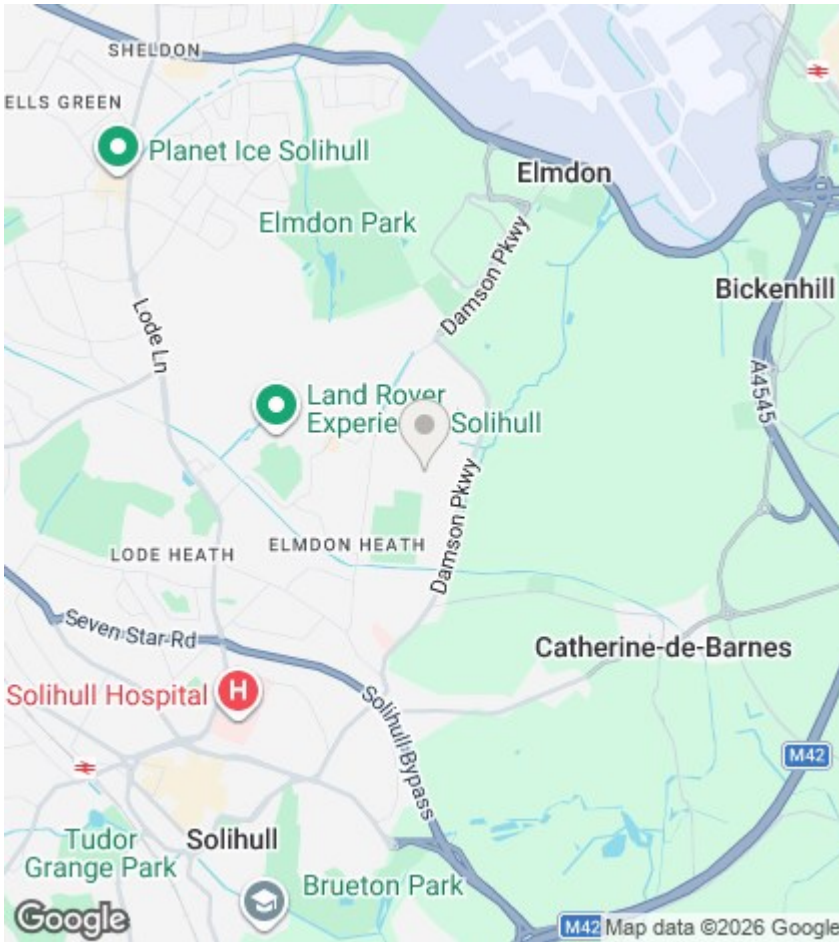 SHELDON
ELLS GREEN
Planet Ice Solihull
Elmdon
Elmdon Park
Damson Pkwy
Bickenhill
Lode Ln
A4545
Land Rover
Experie
Solihull
Damson Pkwy
LODE HEATH
ELMDON HEATH
Seven Star Rd
Catherine-de-Barnes
Solihull Hospital
H
Solihull Bypass
M42
Tudor
Grange Park
Solihull
Brueton Park
Google
M42
Map data ©2026 Google